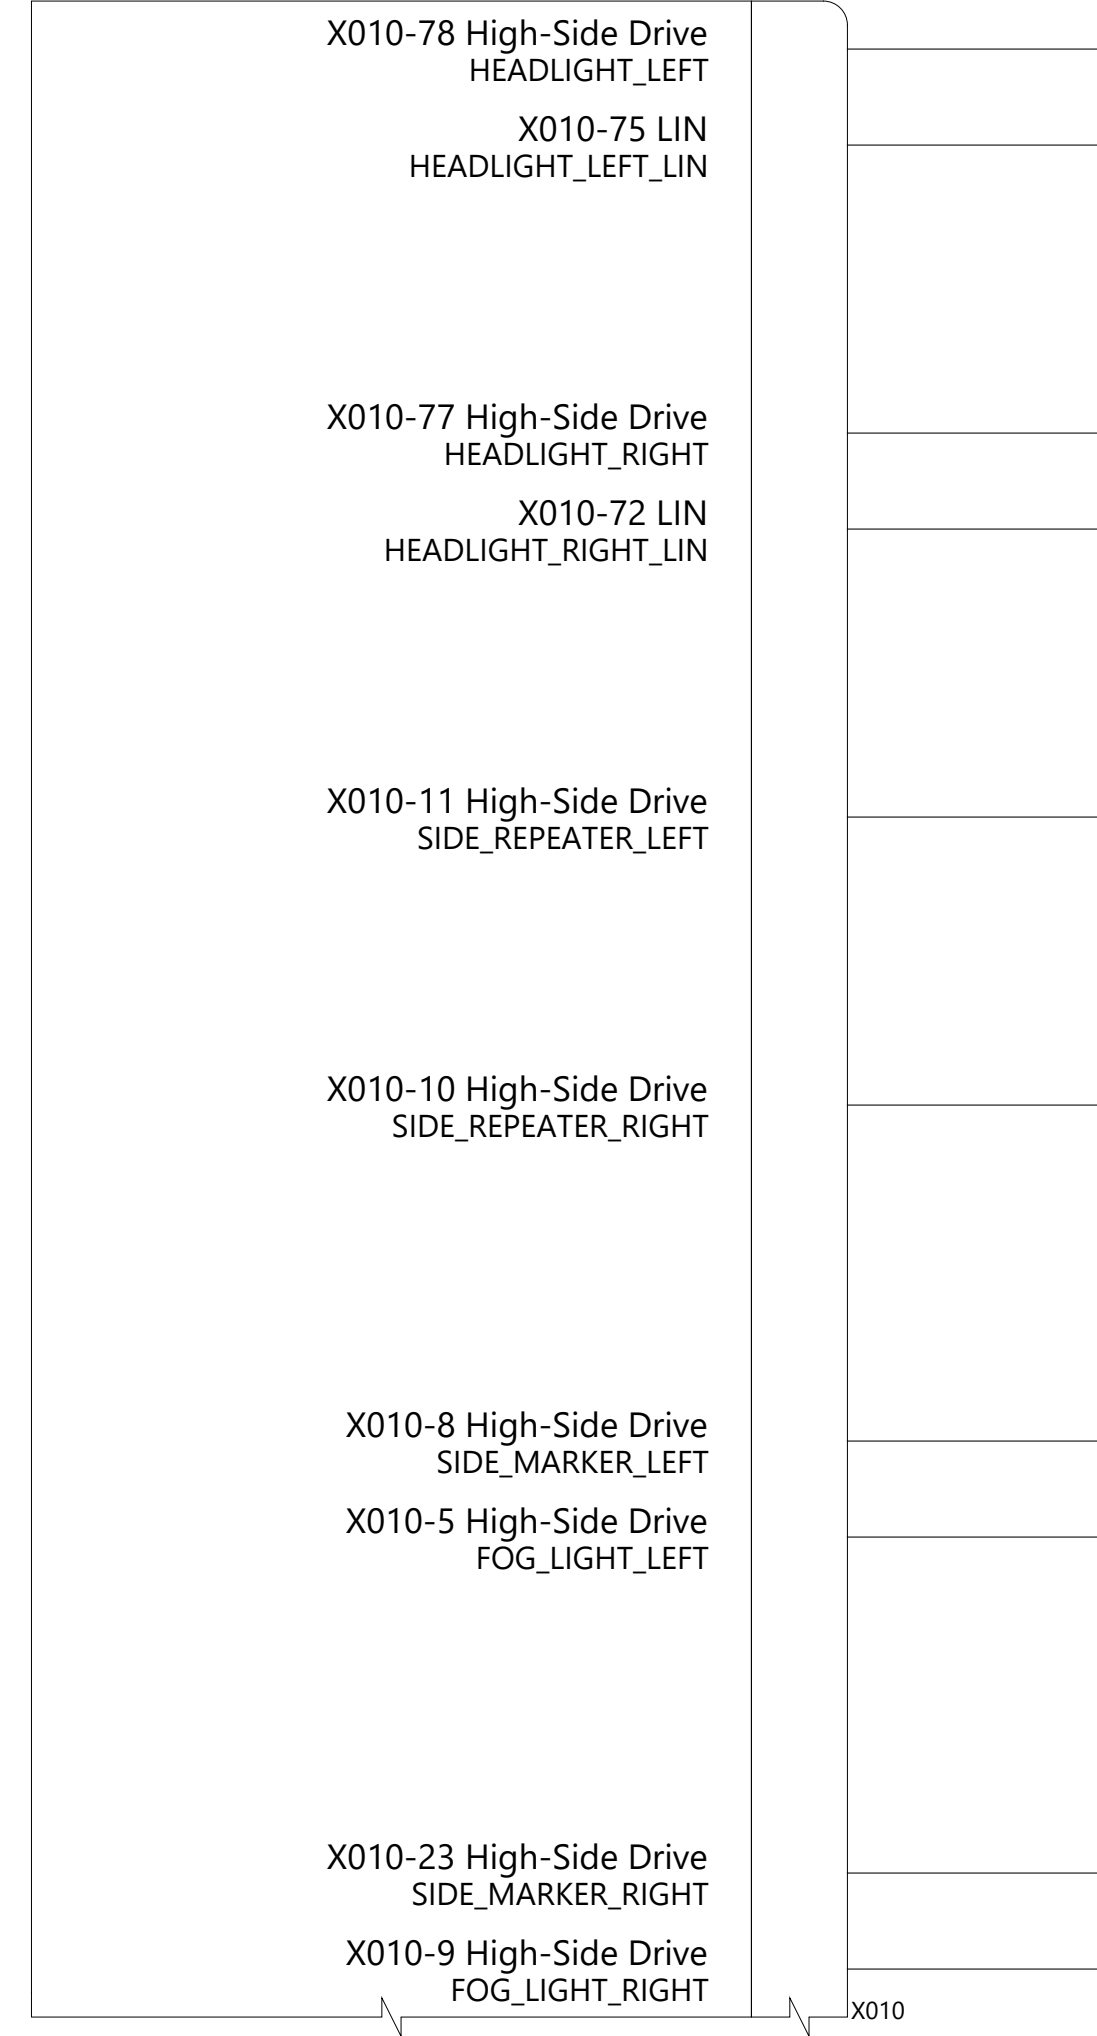 X010-78 High-Side Drive
HEADLIGHT_LEFT
X010-75 LIN
HEADLIGHT_LEFT_LIN
X010-77 High-Side Drive
HEADLIGHT_RIGHT
X010-72 LIN
HEADLIGHT_RIGHT_LIN
X010-11 High-Side Drive
SIDE_REPEATER_LEFT
X010-10 High-Side Drive
SIDE_REPEATER_RIGHT
X010-8 High-Side Drive
SIDE_MARKER_LEFT
X010-5 High-Side Drive
FOG_LIGHT_LEFT
X010-23 High-Side Drive
SIDE_MARKER_RIGHT
X010-9 High-Side Drive
FOG_LIGHT_RIGHT
X010